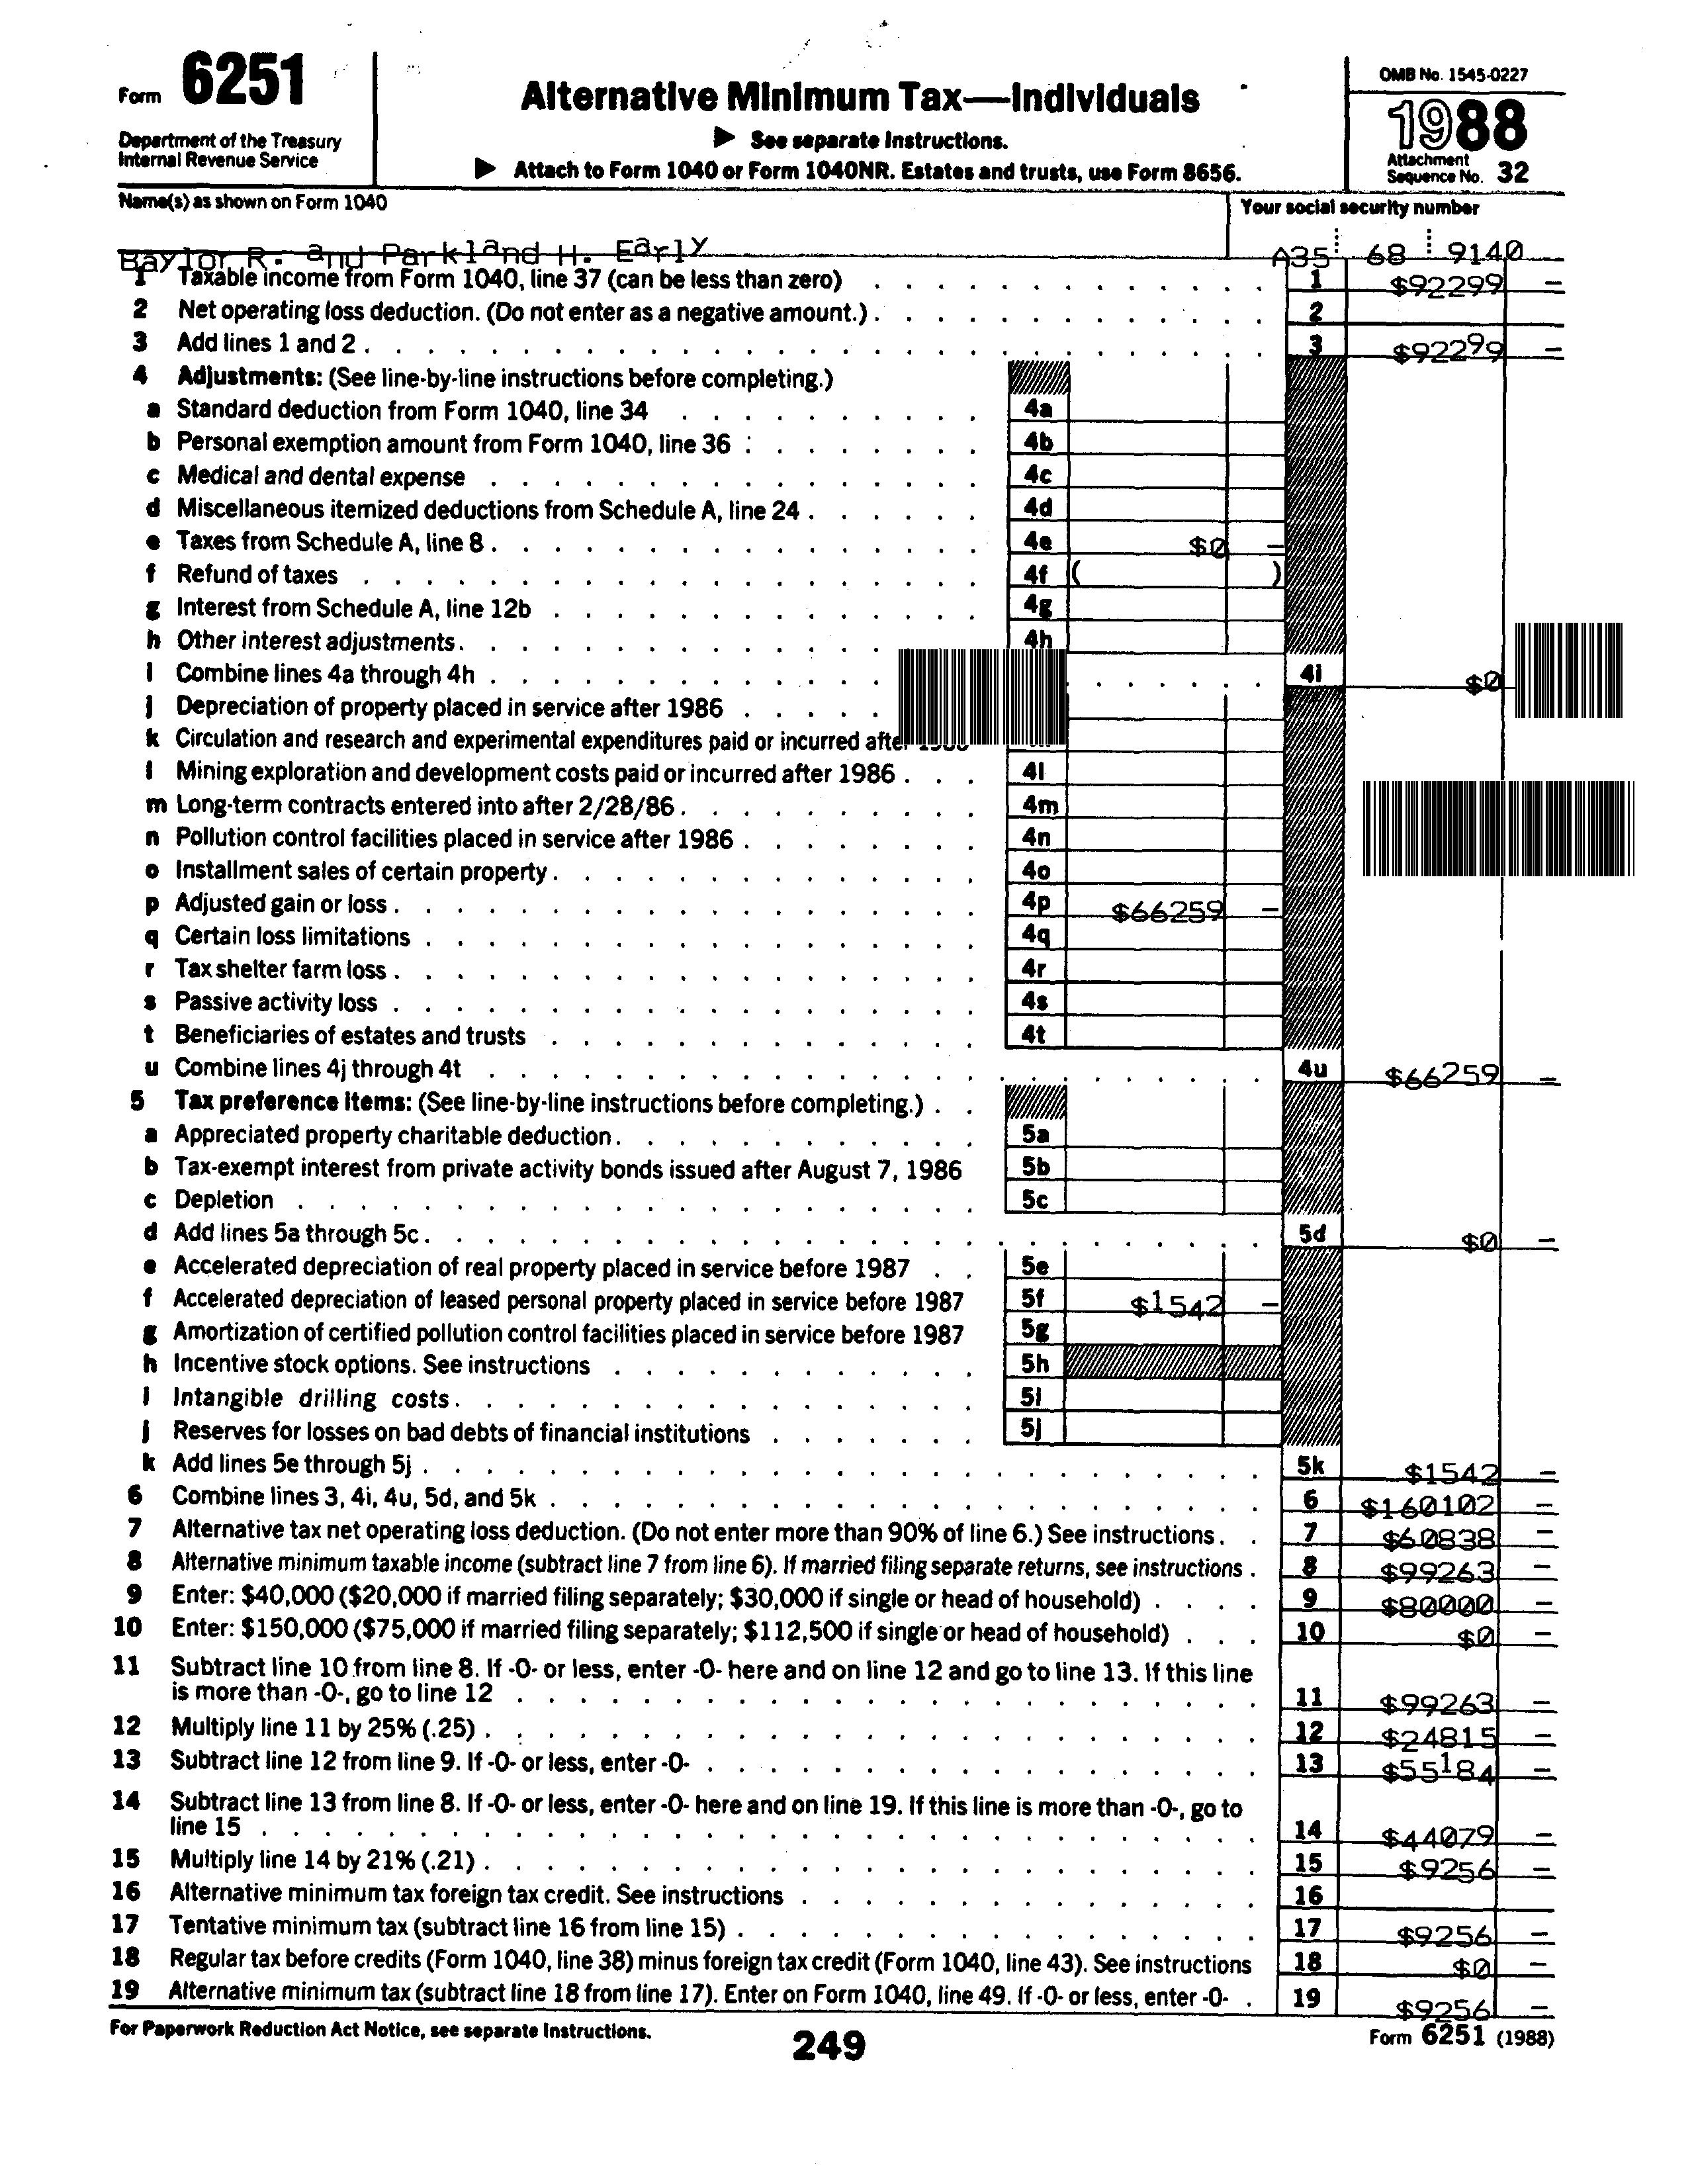 Form 6251
Department of the Treasury
Internal Revenue Service
Alternative Minimum Tax—Individuals
▶ See separate Instructions.
▶ Attach to Form 1040 or Form 1040NR. Estates and trusts, use Form 8656.
OMB No. 1545-0227
1988
Attachment
Sequence No. 32
Name(s) as shown on Form 1040
Your social security number
Baylor R. and Parkland H. Early A35 68 9140
1 Taxable income from Form 1040, line 37 (can be less than zero) 1 $92299 –
2 Net operating loss deduction. (Do not enter as a negative amount.) 2
3 Add lines 1 and 2 3 $92299 –
4 Adjustments: (See line-by-line instructions before completing.)
a Standard deduction from Form 1040, line 34 4a
b Personal exemption amount from Form 1040, line 36 4b
c Medical and dental expense 4c
d Miscellaneous itemized deductions from Schedule A, line 24 4d
e Taxes from Schedule A, line 8 4e $0 –
f Refund of taxes 4f ( )
g Interest from Schedule A, line 12b 4g
h Other interest adjustments 4h
i Combine lines 4a through 4h 4i $0
j Depreciation of property placed in service after 1986
k Circulation and research and experimental expenditures paid or incurred after
l Mining exploration and development costs paid or incurred after 1986 4l
m Long-term contracts entered into after 2/28/86 4m
n Pollution control facilities placed in service after 1986 4n
o Installment sales of certain property 4o
p Adjusted gain or loss 4p $66259 –
q Certain loss limitations 4q
r Tax shelter farm loss 4r
s Passive activity loss 4s
t Beneficiaries of estates and trusts 4t
u Combine lines 4j through 4t 4u $66259 –
5 Tax preference items: (See line-by-line instructions before completing.)
a Appreciated property charitable deduction 5a
b Tax-exempt interest from private activity bonds issued after August 7, 1986 5b
c Depletion 5c
d Add lines 5a through 5c 5d $0 –
e Accelerated depreciation of real property placed in service before 1987 5e
f Accelerated depreciation of leased personal property placed in service before 1987 5f $1542 –
g Amortization of certified pollution control facilities placed in service before 1987 5g
h Incentive stock options. See instructions 5h
i Intangible drilling costs 5i
j Reserves for losses on bad debts of financial institutions 5j
k Add lines 5e through 5j 5k $1542 –
6 Combine lines 3, 4i, 4u, 5d, and 5k 6 $160102 –
7 Alternative tax net operating loss deduction. (Do not enter more than 90% of line 6.) See instructions 7 $60838 –
8 Alternative minimum taxable income (subtract line 7 from line 6). If married filing separate returns, see instructions 8 $99263 –
9 Enter: $40,000 ($20,000 if married filing separately; $30,000 if single or head of household) 9 $80000 –
10 Enter: $150,000 ($75,000 if married filing separately; $112,500 if single or head of household) 10 $0 –
11 Subtract line 10 from line 8. If -0- or less, enter -0- here and on line 12 and go to line 13. If this line
is more than -0-, go to line 12 11 $99263 –
12 Multiply line 11 by 25% (.25) 12 $24815 –
13 Subtract line 12 from line 9. If -0- or less, enter -0- 13 $55184 –
14 Subtract line 13 from line 8. If -0- or less, enter -0- here and on line 19. If this line is more than -0-, go to
line 15 14 $44079 –
15 Multiply line 14 by 21% (.21) 15 $9256 –
16 Alternative minimum tax foreign tax credit. See instructions 16
17 Tentative minimum tax (subtract line 16 from line 15) 17 $9256 –
18 Regular tax before credits (Form 1040, line 38) minus foreign tax credit (Form 1040, line 43). See instructions 18 $0 –
19 Alternative minimum tax (subtract line 18 from line 17). Enter on Form 1040, line 49. If -0- or less, enter -0- 19 $9256 –
For Paperwork Reduction Act Notice, see separate Instructions.
249
Form 6251 (1988)